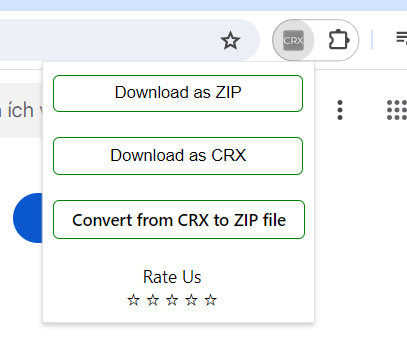 CRX
ích v
Download as ZIP
Download as CRX
Convert from CRX to ZIP file
Rate Us
☆ ☆ ☆ ☆ ☆